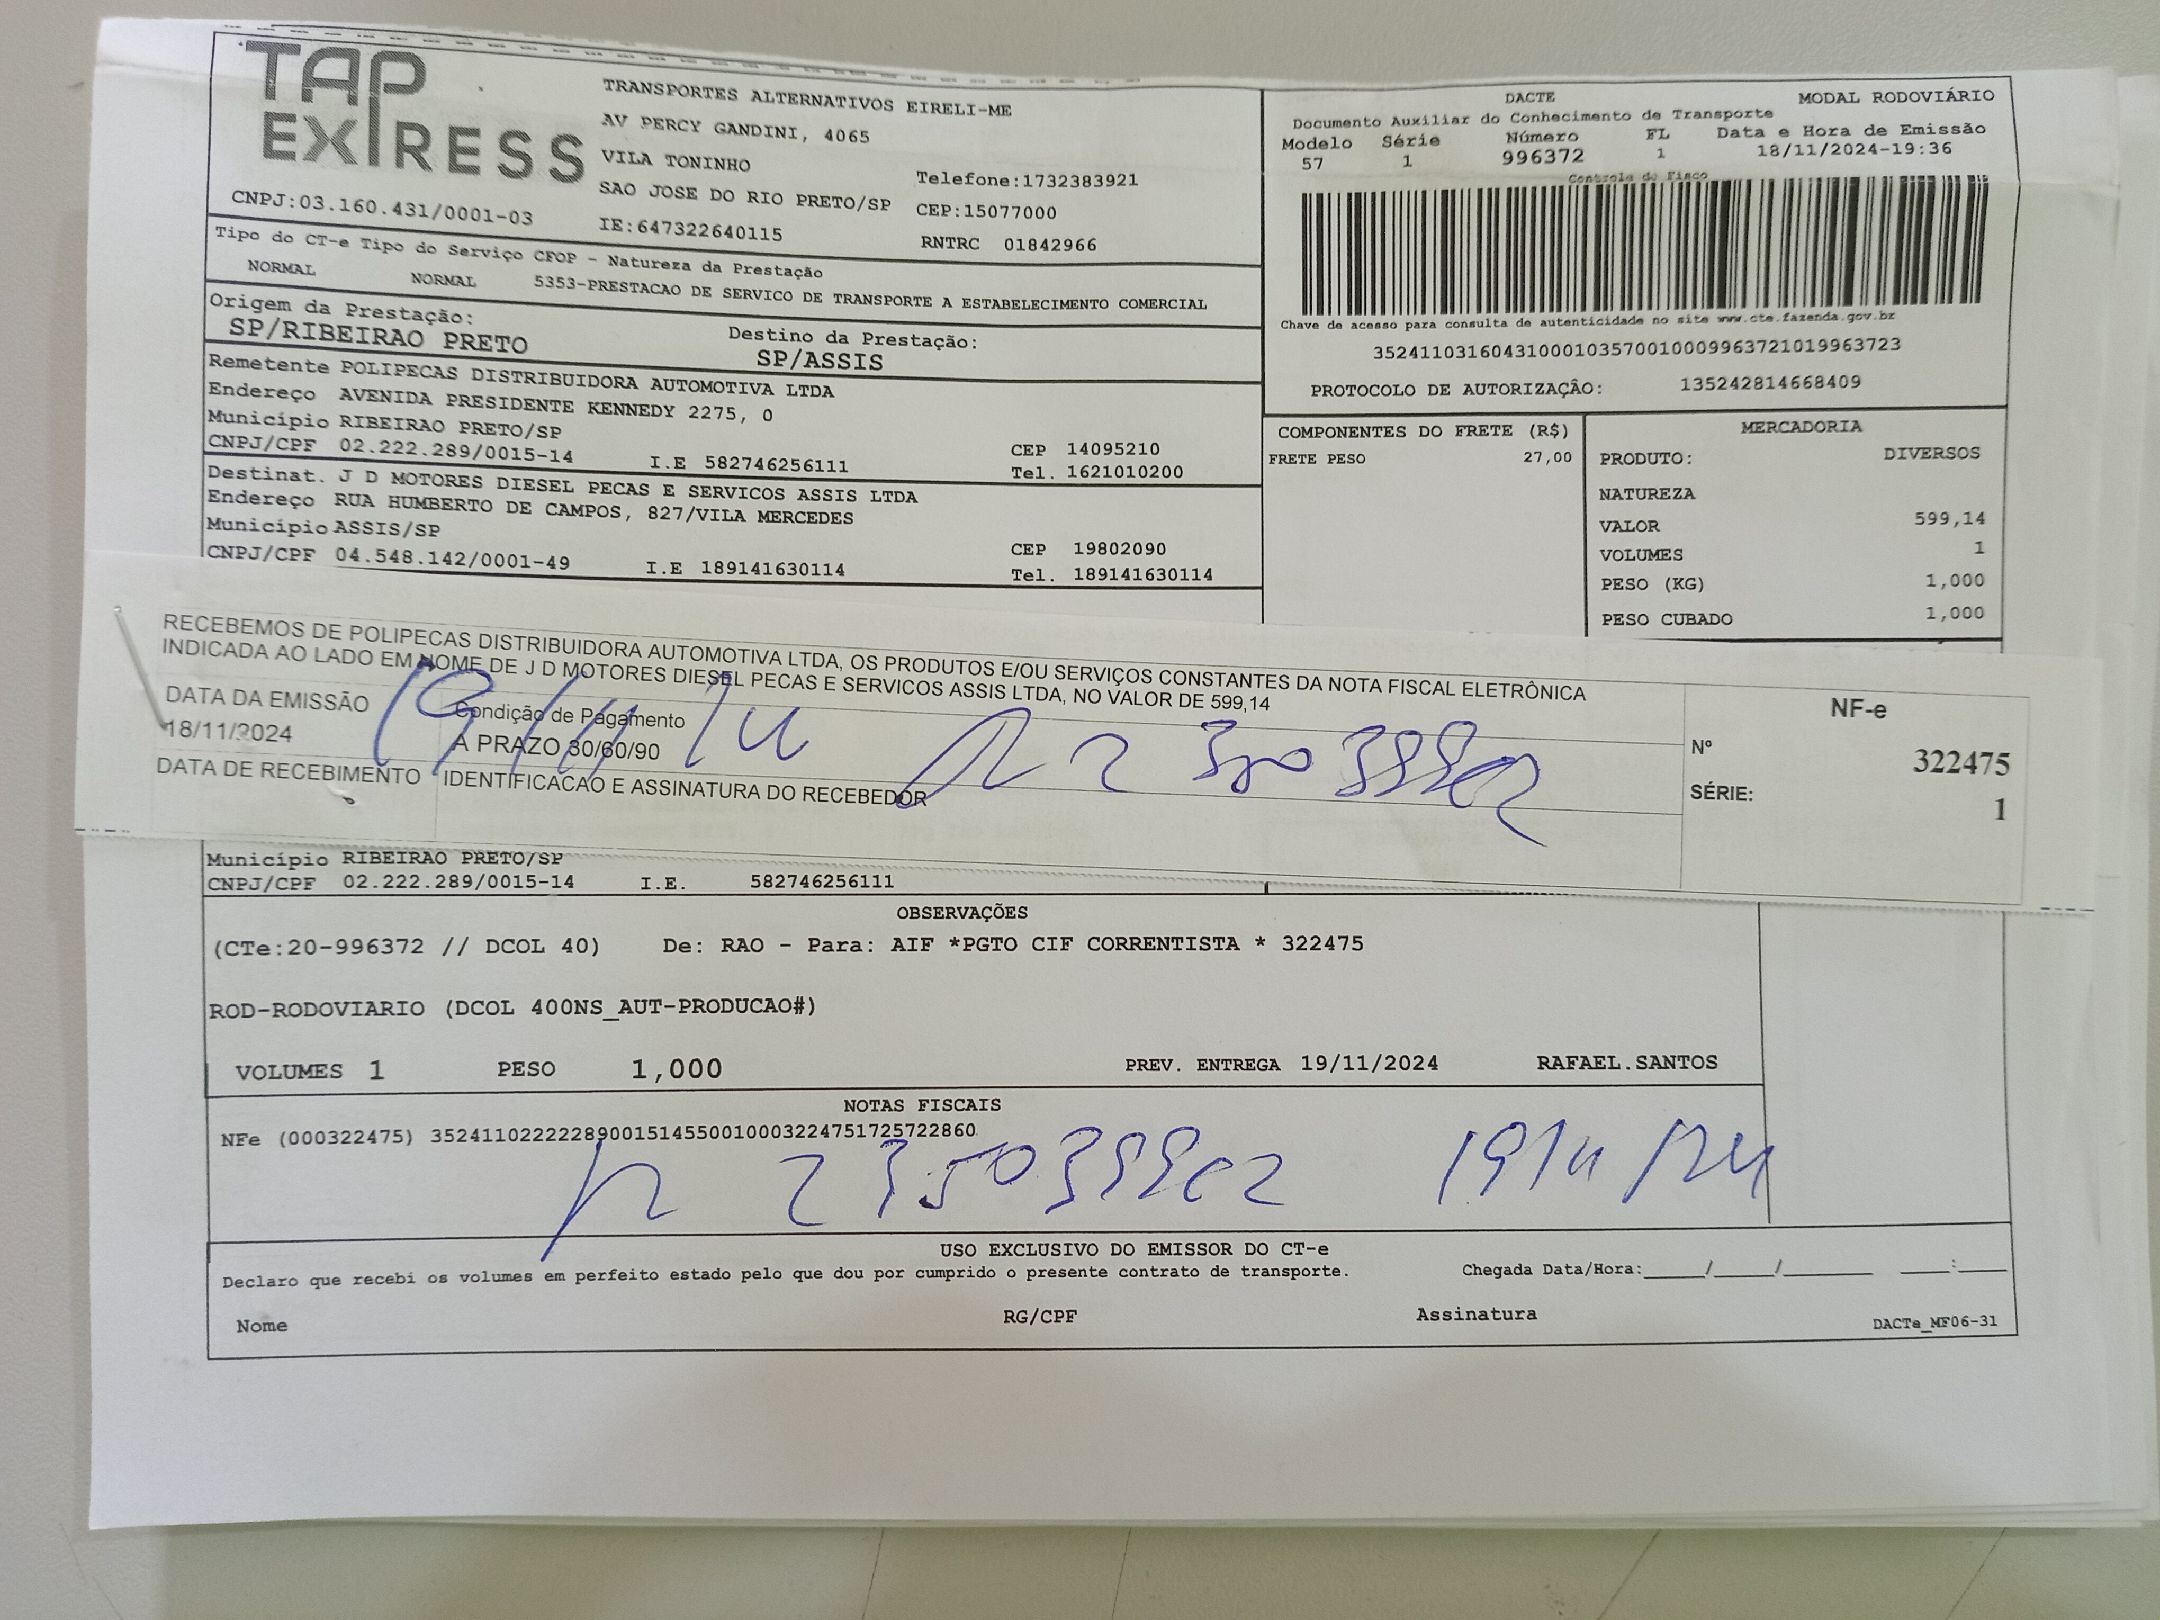 TAP EXPRESS
TRANSPORTES ALTERNATIVOS EIRELI-ME
AV PERCY GANDINI, 4065
VILA TONINHO
Telefone:1732383921
SAO JOSE DO RIO PRETO/SP CEP:15077000
CNPJ:03.160.431/0001-03 IE:647322640115 RNTRC 01842966
Tipo do CT-e Tipo do Serviço CFOP - Natureza da Prestação
NORMAL NORMAL 5353-PRESTACAO DE SERVICO DE TRANSPORTE A ESTABELECIMENTO COMERCIAL
Origem da Prestação: Destino da Prestação:
SP/RIBEIRAO PRETO SP/ASSIS
Remetente POLIPECAS DISTRIBUIDORA AUTOMOTIVA LTDA
Endereço AVENIDA PRESIDENTE KENNEDY 2275, 0
Município RIBEIRAO PRETO/SP CEP 14095210
CNPJ/CPF 02.222.289/0015-14 I.E 582746256111 Tel. 1621010200
Destinat. J D MOTORES DIESEL PECAS E SERVICOS ASSIS LTDA
Endereço RUA HUMBERTO DE CAMPOS, 827/VILA MERCEDES
Município ASSIS/SP CEP 19802090
CNPJ/CPF 04.548.142/0001-49 I.E 189141630114 Tel. 189141630114
DACTE MODAL RODOVIÁRIO
Documento Auxiliar do Conhecimento de Transporte
Modelo Série Número FL Data e Hora de Emissão
57 1 996372 1 18/11/2024-19:36
Controle do Fisco
Chave de acesso para consulta de autenticidade no site www.cte.fazenda.gov.br
35241103160431000103570010009963721019963723
PROTOCOLO DE AUTORIZAÇÂO: 135242814668409
COMPONENTES DO FRETE (R$)
FRETE PESO 27,00
MERCADORIA
PRODUTO: DIVERSOS
NATUREZA
VALOR 599,14
VOLUMES 1
PESO (KG) 1,000
PESO CUBADO 1,000
RECEBEMOS DE POLIPECAS DISTRIBUIDORA AUTOMOTIVA LTDA, OS PRODUTOS E/OU SERVIÇOS CONSTANTES DA NOTA FISCAL ELETRÔNICA
INDICADA AO LADO EM NOME DE J D MOTORES DIESEL PECAS E SERVICOS ASSIS LTDA, NO VALOR DE 599,14
DATA DA EMISSÃO Condição de Pagamento
18/11/2024 A PRAZO 30/60/90
DATA DE RECEBIMENTO IDENTIFICACAO E ASSINATURA DO RECEBEDOR
NF-e
Nº 322475
SÉRIE: 1
Município RIBEIRAO PRETO/SP
CNPJ/CPF 02.222.289/0015-14 I.E. 582746256111
OBSERVAÇÕES
(CTe:20-996372 // DCOL 40) De: RAO - Para: AIF *PGTO CIF CORRENTISTA * 322475
ROD-RODOVIARIO (DCOL 400NS_AUT-PRODUCAO#)
VOLUMES 1 PESO 1,000 PREV. ENTREGA 19/11/2024 RAFAEL.SANTOS
NOTAS FISCAIS
NFe (000322475) 35241102222289001514550010003224751725722860
USO EXCLUSIVO DO EMISSOR DO CT-e
Declaro que recebi os volumes em perfeito estado pelo que dou por cumprido o presente contrato de transporte. Chegada Data/Hora:_____/_____/________ _____:_____
Nome RG/CPF Assinatura
DACTe_MF06-31